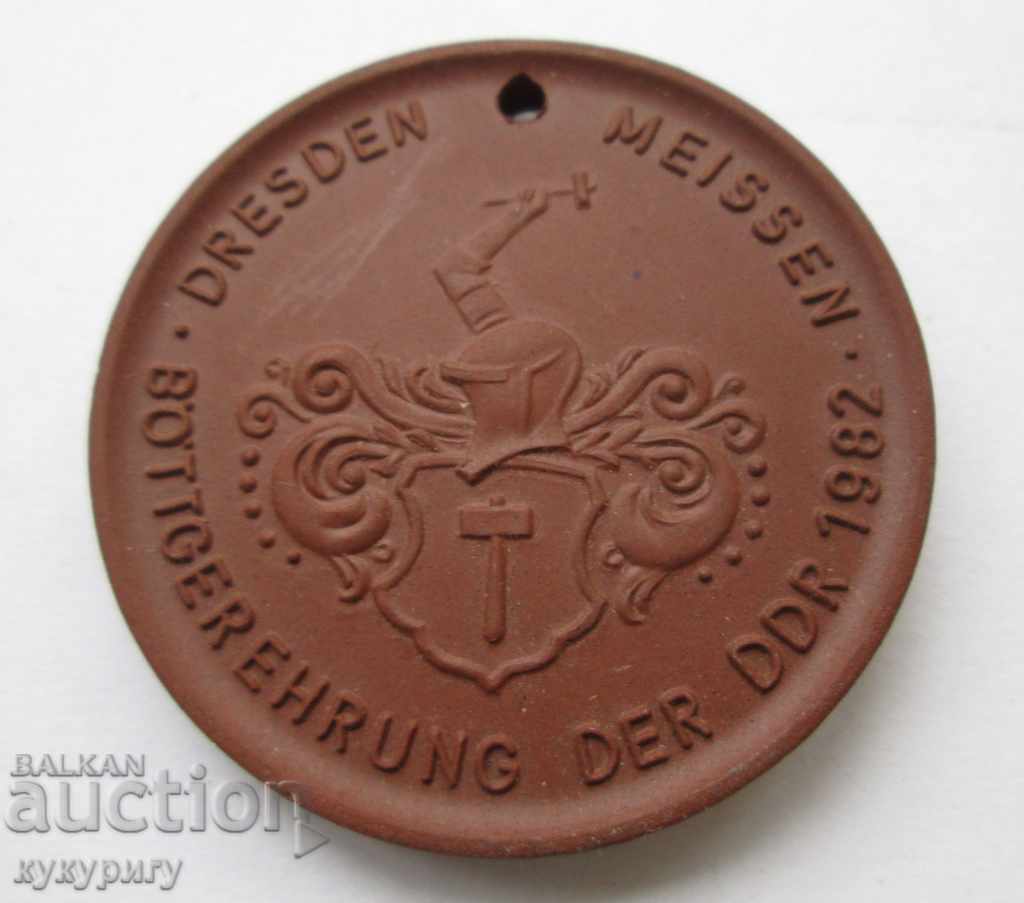 DRESDEN MEISSEN
· BÖTTGEREHRUNG DER DDR 1982 ·
BALKAN
auction
кукуригу